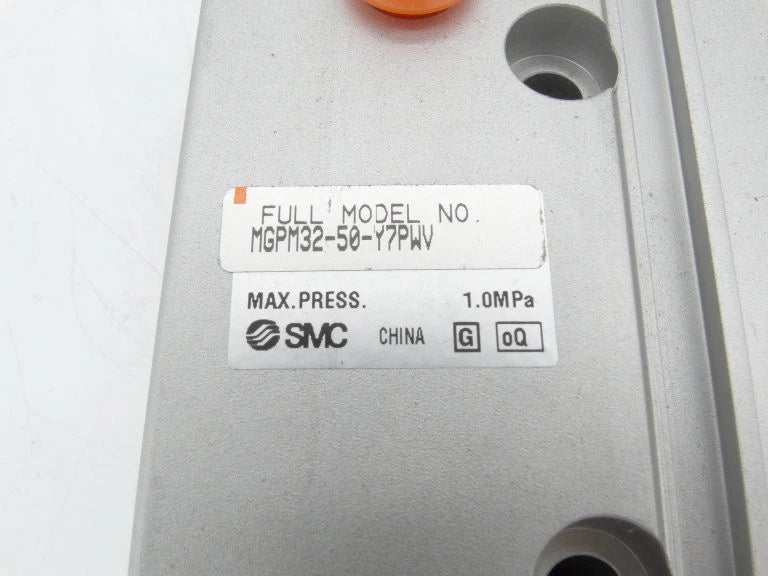 FULL MODEL NO.
MGPM32-50-Y7PWV
MAX.PRESS. 1.0MPa
SMC CHINA G oQ